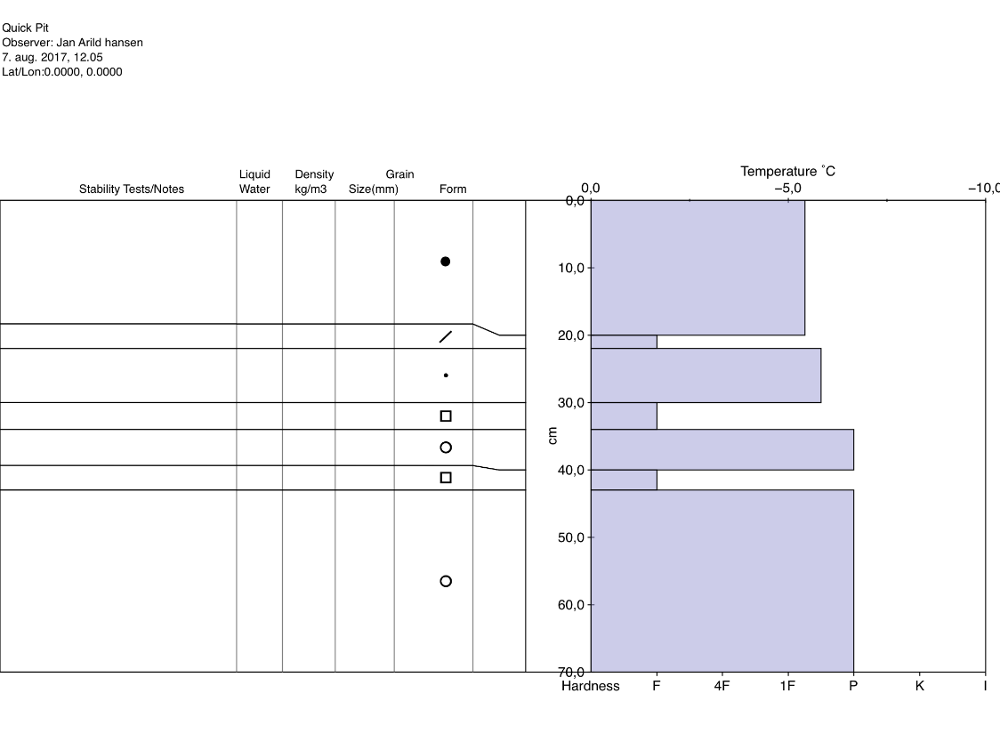 Quick Pit
Observer: Jan Arild hansen
7. aug. 2017, 12.05
Lat/Lon:0.0000, 0.0000
Temperature ˚C
Liquid Density Grain
Stability Tests/Notes Water kg/m3 Size(mm) Form
0,0 −5,0 −10,0
0,0
10,0
20,0
30,0
cm
40,0
50,0
60,0
70,0
Hardness F 4F 1F P K I